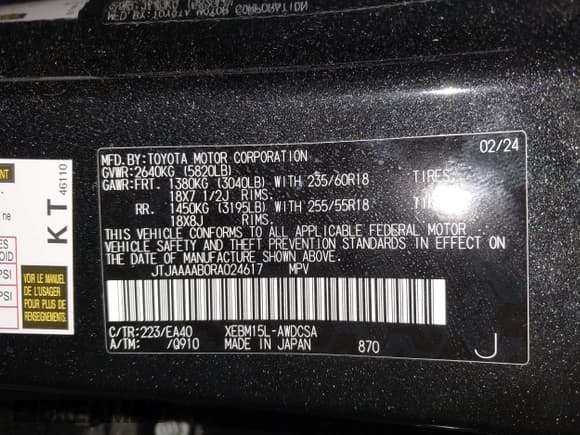 MFD. BY: TOYOTA MOTOR CORPORATION 02/24
GVWR: 2640KG (5820LB)
GAWR: FRT. 1380KG (3040LB) WITH 235/60R18 TIRES
18X7 1/2J RIMS.
RR. 1450KG (3195LB) WITH 255/55R18
18X8J RIMS.
THIS VEHICLE CONFORMS TO ALL APPLICABLE FEDERAL MOTOR
VEHICLE SAFETY AND THEFT PREVENTION STANDARDS IN EFFECT ON
THE DATE OF MANUFACTURE SHOWN ABOVE.
JTJAAAAB0RA024617 MPV
C/TR: 223/EA40 XEBM15L-AWDCSA
A/TM: /Q910 MADE IN JAPAN 870 J
KT 46110
VOIR LE MANUEL
DE L'USAGER
POUR PLUS DE
RENSEIGNEMENTS.
PSI
PSI